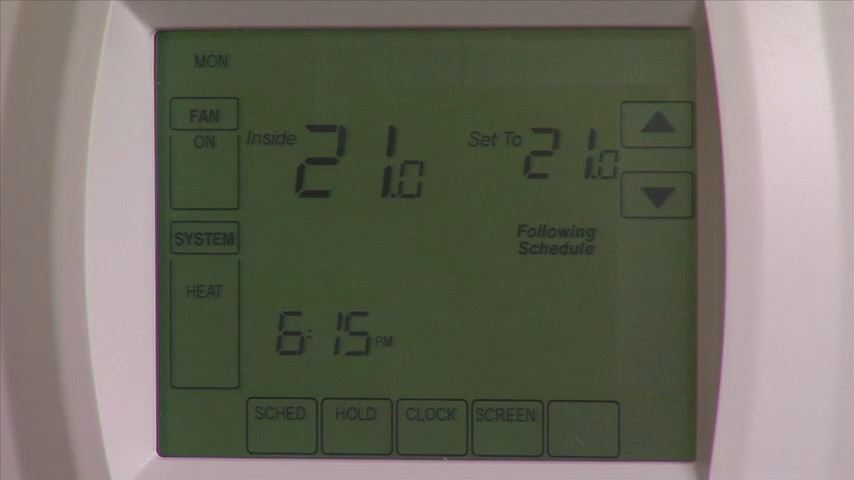 MON
FAN
ON
Inside 21.0
Set To 21.0
Following
Schedule
SYSTEM
HEAT
6:15 PM
SCHED HOLD CLOCK SCREEN